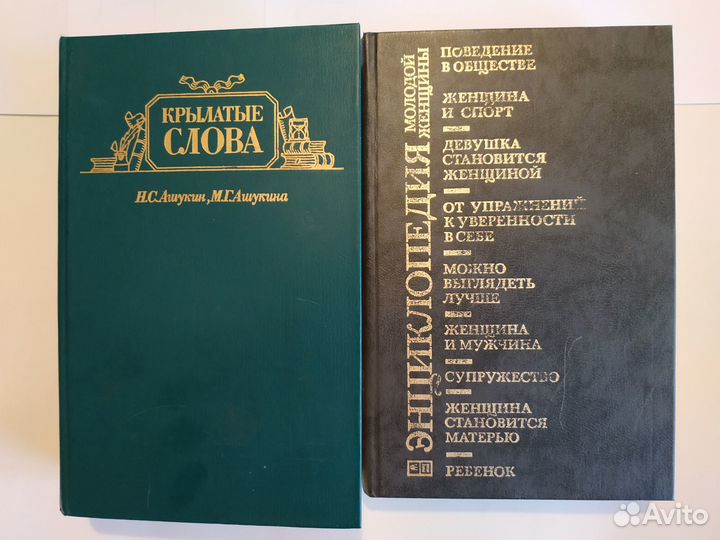 КРЫЛАТЫЕ
СЛОВА
Н.С.Ашукин, М.Г.Ашукина
ЭНЦИКЛОПЕДИЯ
МОЛОДОЙ
ЖЕНЩИНЫ
ПОВЕДЕНИЕ
В ОБЩЕСТВЕ
ЖЕНЩИНА
И СПОРТ
ДЕВУШКА
СТАНОВИТСЯ
ЖЕНЩИНОЙ
ОТ УПРАЖНЕНИЙ
К УВЕРЕННОСТИ
В СЕБЕ
МОЖНО
ВЫГЛЯДЕТЬ
ЛУЧШЕ
ЖЕНЩИНА
И МУЖЧИНА
СУПРУЖЕСТВО
ЖЕНЩИНА
СТАНОВИТСЯ
МАТЕРЬЮ
РЕБЕНОК
Avito